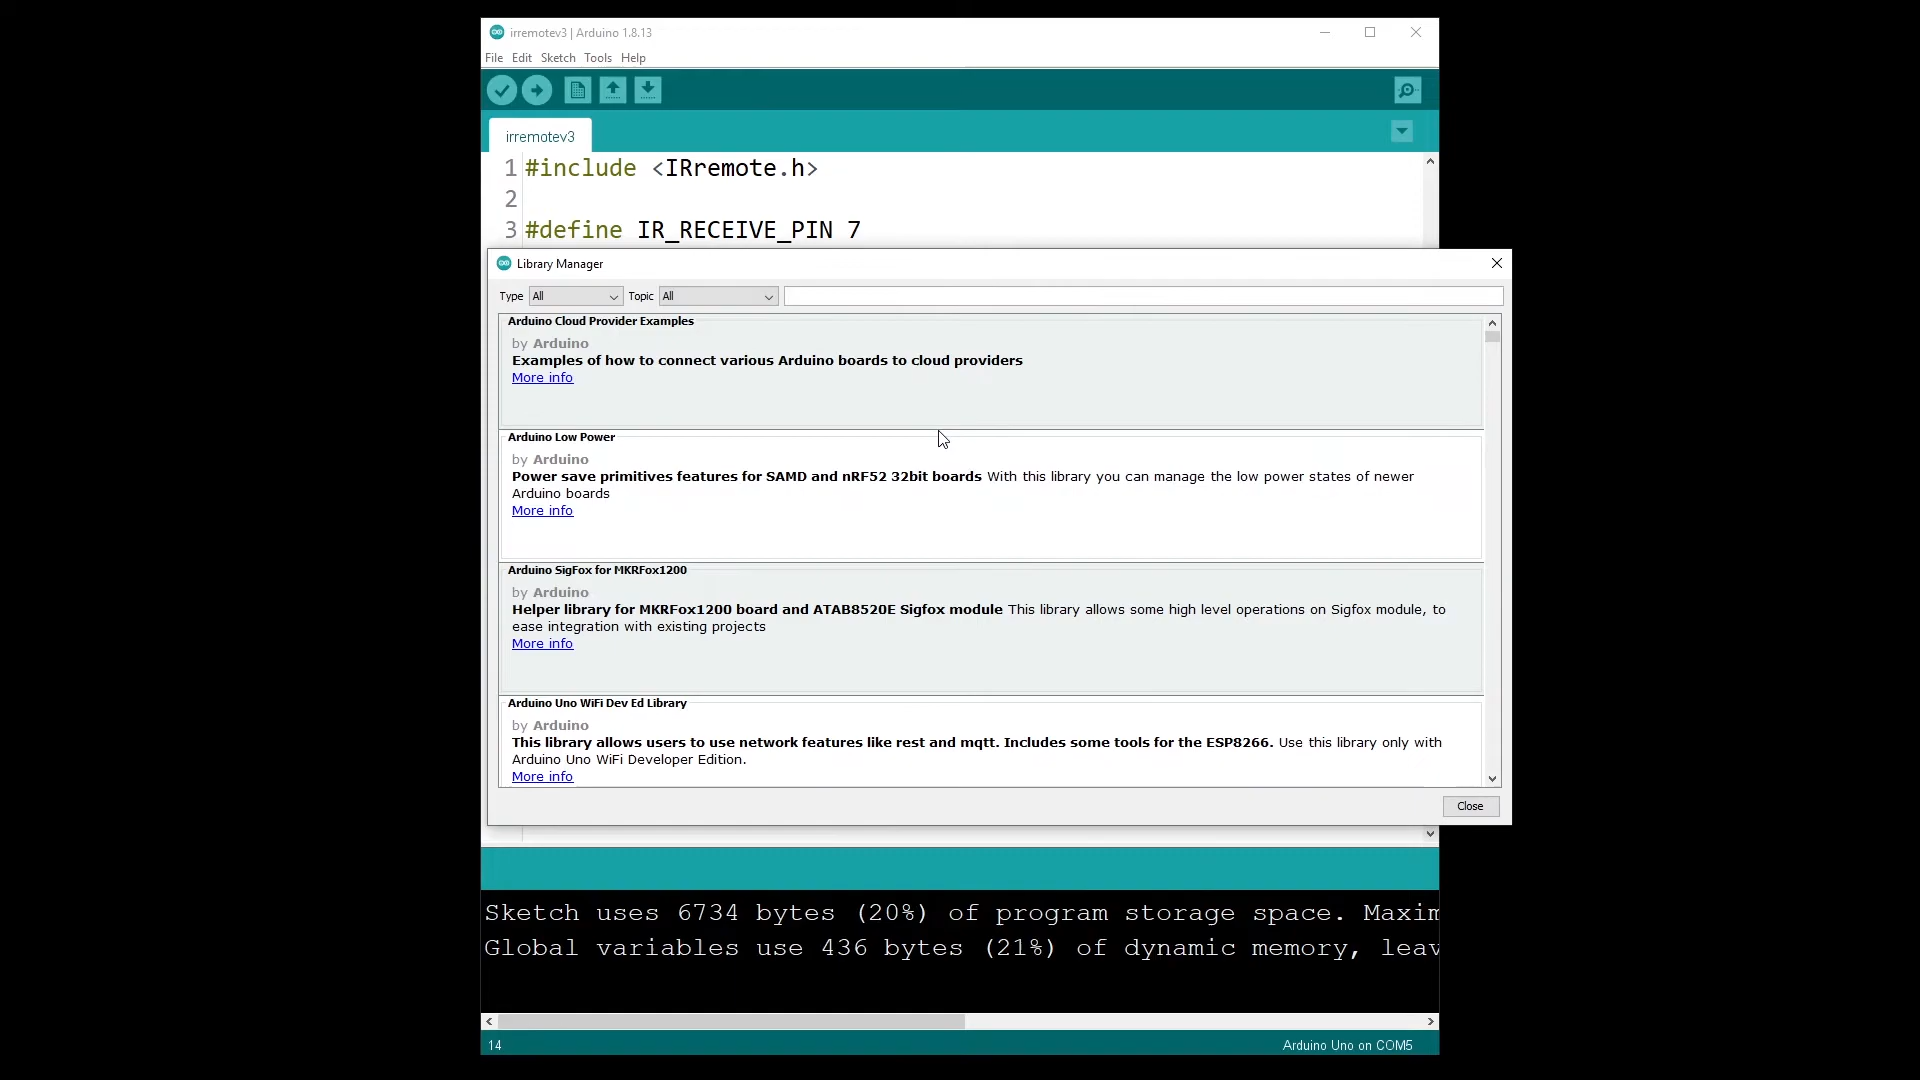 irremotev3 | Arduino 1.8.13
File Edit Sketch Tools Help
irremotev3
1 #include <IRremote.h>
2
3 #define IR_RECEIVE_PIN 7
Library Manager
Type All Topic All
Arduino Cloud Provider Examples
by Arduino
Examples of how to connect various Arduino boards to cloud providers
More info
Arduino Low Power
by Arduino
Power save primitives features for SAMD and nRF52 32bit boards With this library you can manage the low power states of newer
Arduino boards
More info
Arduino SigFox for MKRFox1200
by Arduino
Helper library for MKRFox1200 board and ATAB8520E Sigfox module This library allows some high level operations on Sigfox module, to
ease integration with existing projects
More info
Arduino Uno WiFi Dev Ed Library
by Arduino
This library allows users to use network features like rest and mqtt. Includes some tools for the ESP8266. Use this library only with
Arduino Uno WiFi Developer Edition.
More info
Close
Sketch uses 6734 bytes (20%) of program storage space. Maxim
Global variables use 436 bytes (21%) of dynamic memory, leav
14 Arduino Uno on COM5